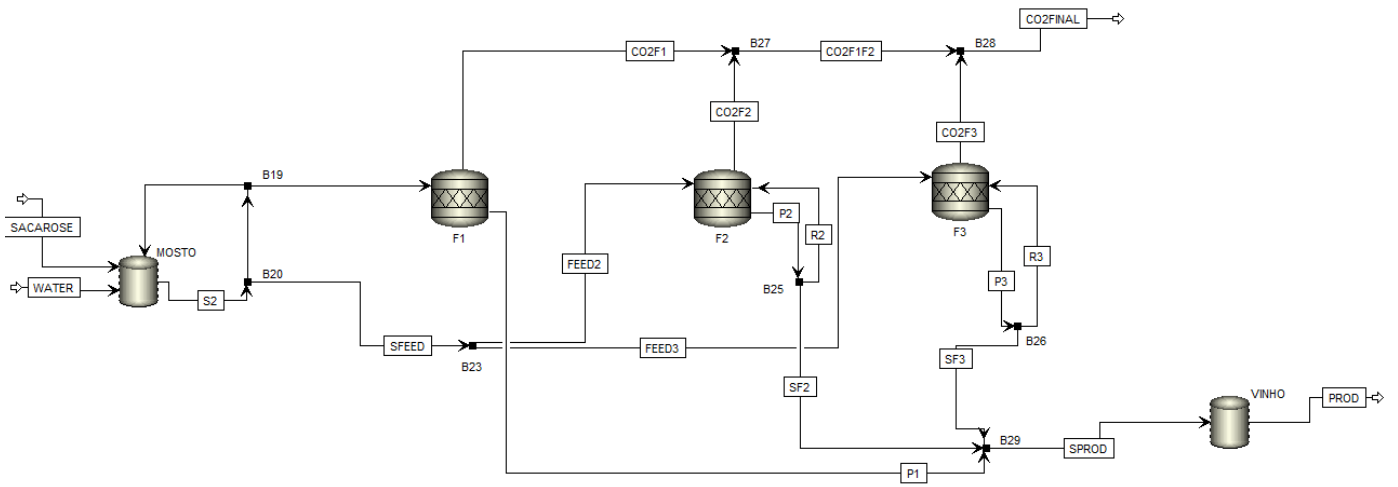 CO2FINAL
CO2F1
B27
CO2F1F2
B28
CO2F2
CO2F3
B19
SACAROSE
MOSTO
F1
P2
R2
F2
F3
WATER
S2
B20
FEED2
B25
P3
R3
SFEED
B23
FEED3
SF3
B26
SF2
VINHO
PROD
B29
SPROD
P1